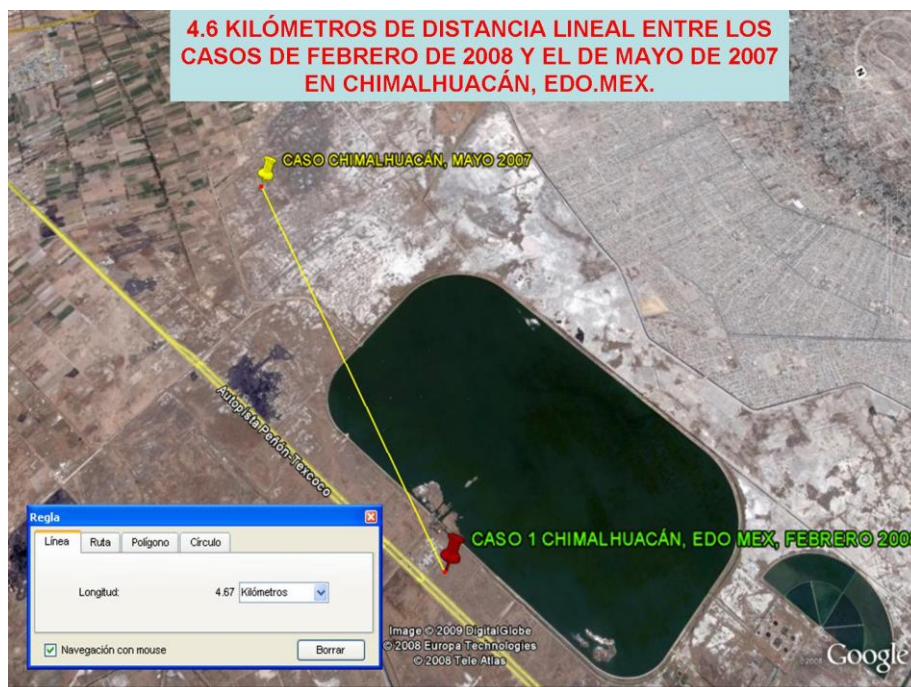 4.6 KILÓMETROS DE DISTANCIA LINEAL ENTRE LOS
CASOS DE FEBRERO DE 2008 Y EL DE MAYO DE 2007
EN CHIMALHUACÁN, EDO.MEX.
CASO CHIMALHUACÁN, MAYO 2007
Autopista Peñón-Texcoco
CASO 1 CHIMALHUACÁN, EDO MEX, FEBRERO 2008
Regla
Línea Ruta Polígono Círculo
Longitud: 4.67 Kilómetros
Navegación con mouse Borrar
Image © 2009 DigitalGlobe
© 2008 Europa Technologies
© 2008 Tele Atlas
©2008 Google